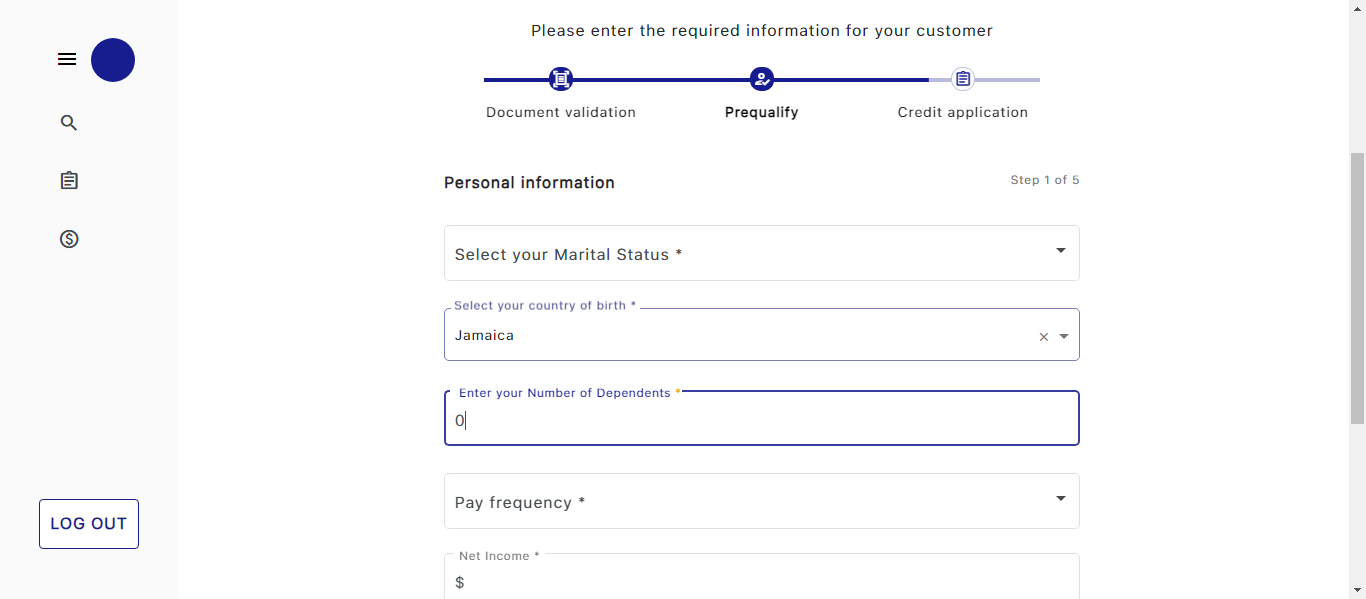 Please enter the required information for your customer
Document validation
Prequalify
Credit application
Personal information
Step 1 of 5
Select your Marital Status *
Select your country of birth *
Jamaica
Enter your Number of Dependents *
0
Pay frequency *
Net Income *
$
LOG OUT